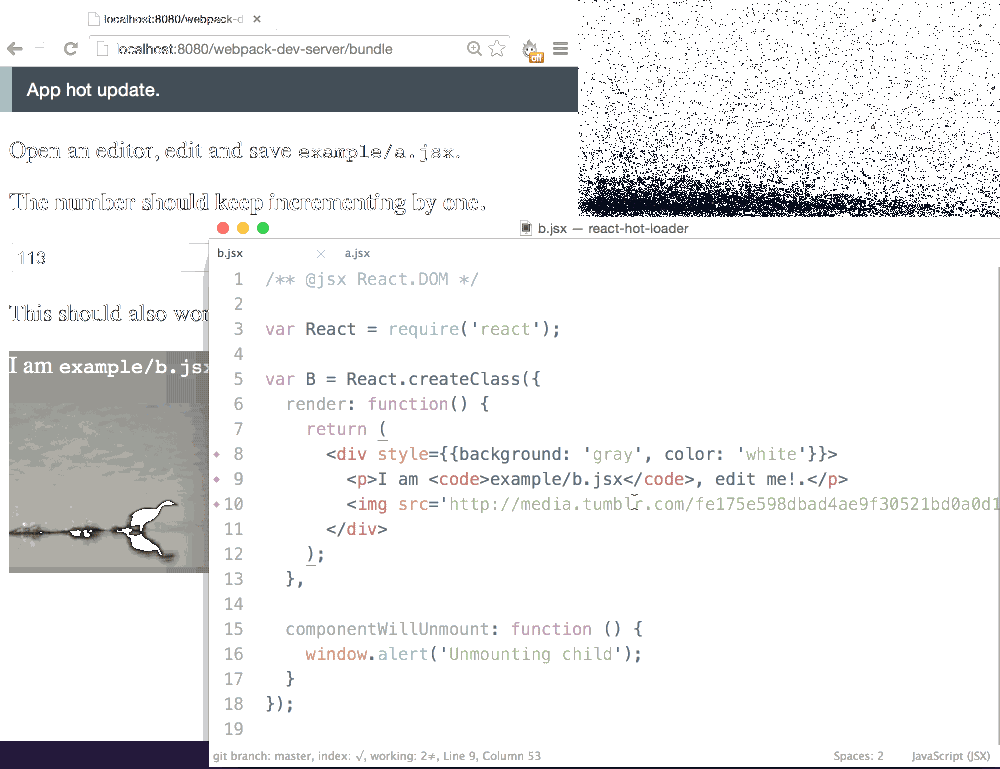 localhost:8080/webpack-d
localhost:8080/webpack-dev-server/bundle
off
App hot update.
Open an editor, edit and save example/a.jsx.
The number should keep incrementing by one.
113
This should also wor
I am example/b.jsx
b.jsx — react-hot-loader
b.jsx a.jsx
1 /** @jsx React.DOM */
2
3 var React = require('react');
4
5 var B = React.createClass({
6 render: function() {
7 return (
8 <div style={{background: 'gray', color: 'white'}}>
9 <p>I am <code>example/b.jsx</code>, edit me!.</p>
10 <img src='http://media.tumblr.com/fe175e598dbad4ae9f30521bd0a0d1
11 </div>
12 );
13 },
14
15 componentWillUnmount: function () {
16 window.alert('Unmounting child');
17 }
18 });
19
git branch: master, index: √, working: 2≠, Line 9, Column 53 Spaces: 2 JavaScript (JSX)